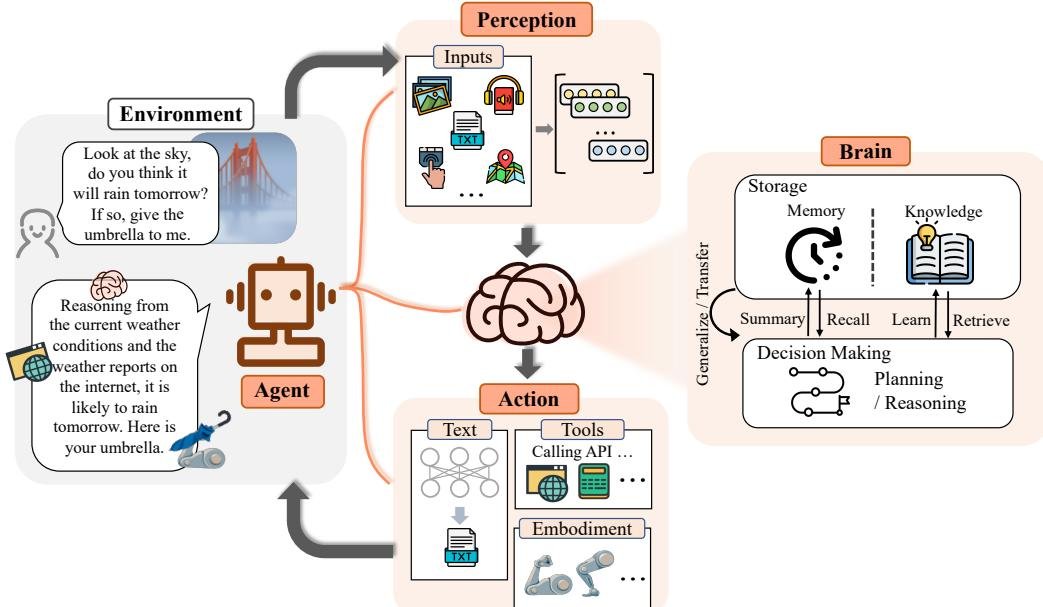 Perception
Inputs
TXT
...
...
Environment
Look at the sky,
do you think it
will rain tomorrow?
If so, give the
umbrella to me.
Reasoning from
the current weather
conditions and the
weather reports on
the internet, it is
likely to rain
tomorrow. Here is
your umbrella.
Agent
Brain
Storage
Memory
Knowledge
Generalize / Transfer
Summary
Recall
Learn
Retrieve
Decision Making
Planning
/ Reasoning
Action
Text
TXT
Tools
Calling API ...
...
Embodiment
...